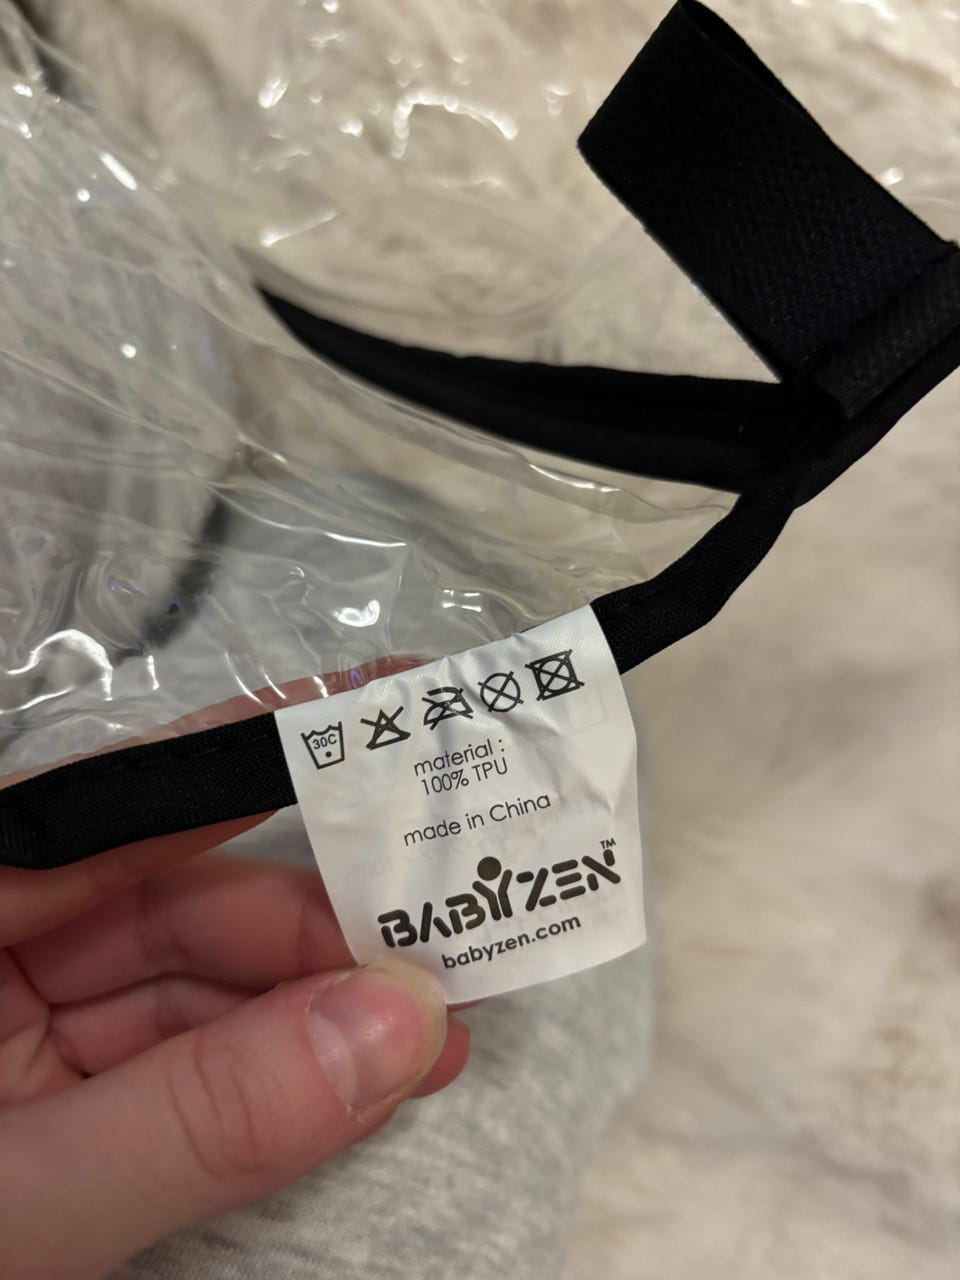 30C
material :
100% TPU
made in China
BABYZEN™
babyzen.com